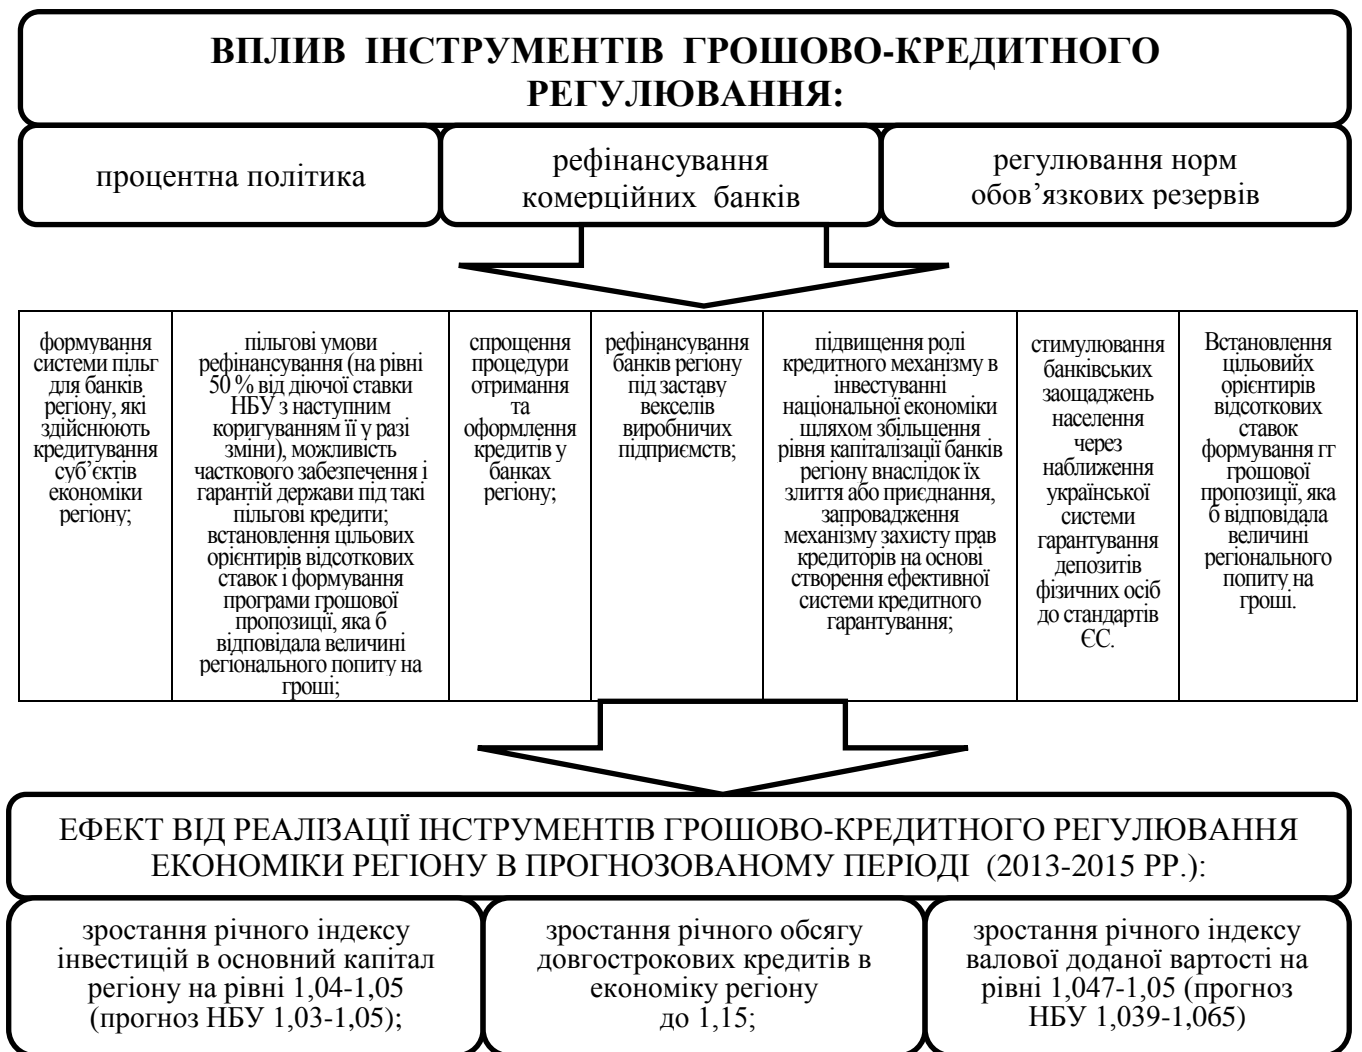 ВПЛИВ ІНСТРУМЕНТІВ ГРОШОВО-КРЕДИТНОГО
РЕГУЛЮВАННЯ:
процентна політика
рефінансування
комерційних банків
регулювання норм
обов’язкових резервів
формування
системи пільг
для банків
регіону, які
здійснюють
кредитування
суб’єктів
економіки
регіону;
пільгові умови
рефінансування (на рівні
50 % від діючої ставки
НБУ з наступним
коригуванням її у разі
зміни), можливість
часткового забезпечення і
гарантій держави під такі
пільгові кредити;
встановлення цільових
орієнтирів відсоткових
ставок і формування
програми грошової
пропозиції, яка б
відповідала величині
регіонального попиту на
гроші;
спрощення
процедури
отримання
та
оформлення
кредитів у
банках
регіону;
рефінансування
банків регіону
під заставу
векселів
виробничих
підприємств;
підвищення ролі
кредитного механізму в
інвестуванні
національної економіки
шляхом збільшення
рівня капіталізації банків
регіону внаслідок їх
злиття або приєднання,
запровадження
механізму захисту прав
кредиторів на основі
створення ефективної
системи кредитного
гарантування;
стимулювання
банківських
заощаджень
населення
через
наближення
української
системи
гарантування
депозитів
фізичних осіб
до стандартів
ЄС.
Встановлення
цільовийх
орієнтирів
відсоткових
ставок
формування гг
грошової
пропозиції, яка
б відповідала
величині
регіонального
попиту на
гроші.
ЕФЕКТ ВІД РЕАЛІЗАЦІЇ ІНСТРУМЕНТІВ ГРОШОВО-КРЕДИТНОГО РЕГУЛЮВАННЯ
ЕКОНОМІКИ РЕГІОНУ В ПРОГНОЗОВАНОМУ ПЕРІОДІ (2013-2015 РР.):
зростання річного індексу
інвестицій в основний капітал
регіону на рівні 1,04-1,05
(прогноз НБУ 1,03-1,05);
зростання річного обсягу
довгострокових кредитів в
економіку регіону
до 1,15;
зростання річного індексу
валової доданої вартості на
рівні 1,047-1,05 (прогноз
НБУ 1,039-1,065)